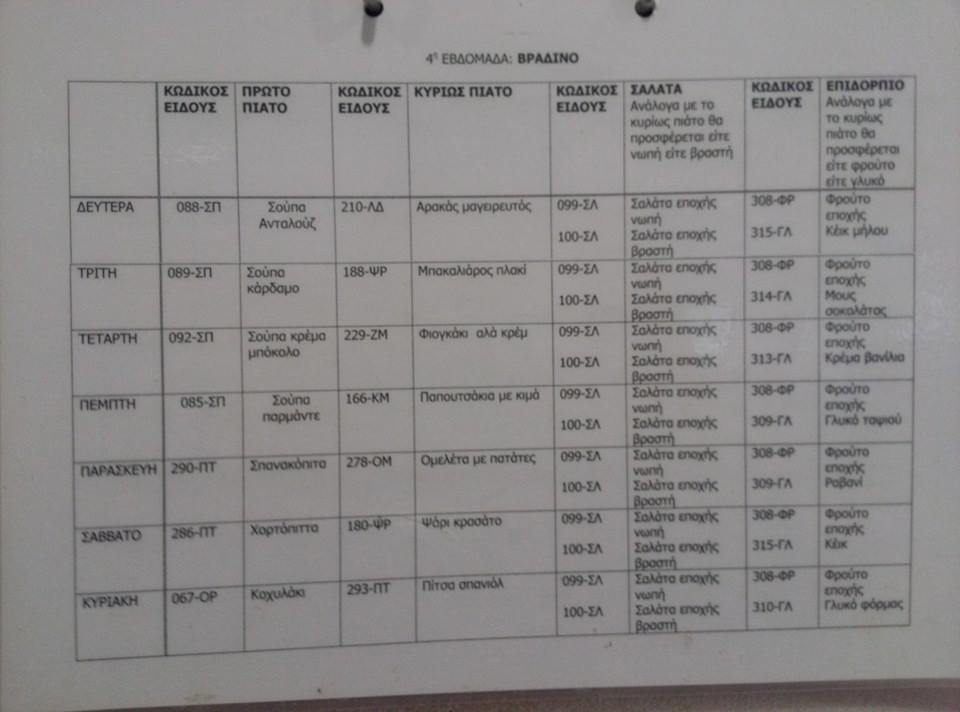 4η ΕΒΔΟΜΑΔΑ: ΒΡΑΔΙΝΟ
ΚΩΔΙΚΟΣ ΕΙΔΟΥΣ ΠΡΩΤΟ ΠΙΑΤΟ ΚΩΔΙΚΟΣ ΕΙΔΟΥΣ ΚΥΡΙΩΣ ΠΙΑΤΟ ΚΩΔΙΚΟΣ ΕΙΔΟΥΣ ΣΑΛΑΤΑ Ανάλογα με το κυρίως πιάτο θα προσφέρεται είτε νωπή είτε βραστή ΚΩΔΙΚΟΣ ΕΙΔΟΥΣ ΕΠΙΔΟΡΠΙΟ Ανάλογα με το κυρίως πιάτο θα προσφέρεται είτε φρούτο είτε γλυκό
ΔΕΥΤΕΡΑ 088-ΣΠ Σούπα Ανταλούζ 210-ΛΔ Αρακάς μαγειρευτός 099-ΣΛ Σαλάτα εποχής νωπή 308-ΦΡ Φρούτο εποχής
100-ΣΛ Σαλάτα εποχής βραστή 315-ΓΛ Κέικ μήλου
ΤΡΙΤΗ 089-ΣΠ Σούπα κάρδαμο 188-ΨΡ Μπακαλιάρος πλακί 099-ΣΛ Σαλάτα εποχής νωπή 308-ΦΡ Φρούτο εποχής
100-ΣΛ Σαλάτα εποχής βραστή 314-ΓΛ Μους σοκολάτας
ΤΕΤΑΡΤΗ 092-ΣΠ Σούπα κρέμα μπόκολο 229-ΖΜ Φιογκάκι αλά κρέμ 099-ΣΛ Σαλάτα εποχής νωπή 308-ΦΡ Φρούτο εποχής
100-ΣΛ Σαλάτα εποχής βραστή 313-ΓΛ Κρέμα βανίλια
ΠΕΜΠΤΗ 085-ΣΠ Σούπα παρμάντε 166-ΚΜ Παπουτσάκια με κιμά 099-ΣΛ Σαλάτα εποχής νωπή 308-ΦΡ Φρούτο εποχής
100-ΣΛ Σαλάτα εποχής βραστή 309-ΓΛ Γλυκό ταψιού
ΠΑΡΑΣΚΕΥΗ 290-ΠΤ Σπανακόπιτα 278-ΟΜ Ομελέτα με πατάτες 099-ΣΛ Σαλάτα εποχής νωπή 308-ΦΡ Φρούτο εποχής
100-ΣΛ Σαλάτα εποχής βραστή 309-ΓΛ Ραβανί
ΣΑΒΒΑΤΟ 286-ΠΤ Χορτόπιττα 180-ΨΡ Ψάρι κρασάτο 099-ΣΛ Σαλάτα εποχής νωπή 308-ΦΡ Φρούτο εποχής
100-ΣΛ Σαλάτα εποχής βραστή 315-ΓΛ Κέικ
ΚΥΡΙΑΚΗ 067-ΟΡ Κοχυλάκι 293-ΠΤ Πίτσα σπανιόλ 099-ΣΛ Σαλάτα εποχής νωπή 308-ΦΡ Φρούτο εποχής
100-ΣΛ Σαλάτα εποχής βραστή 310-ΓΛ Γλυκό φόρμας